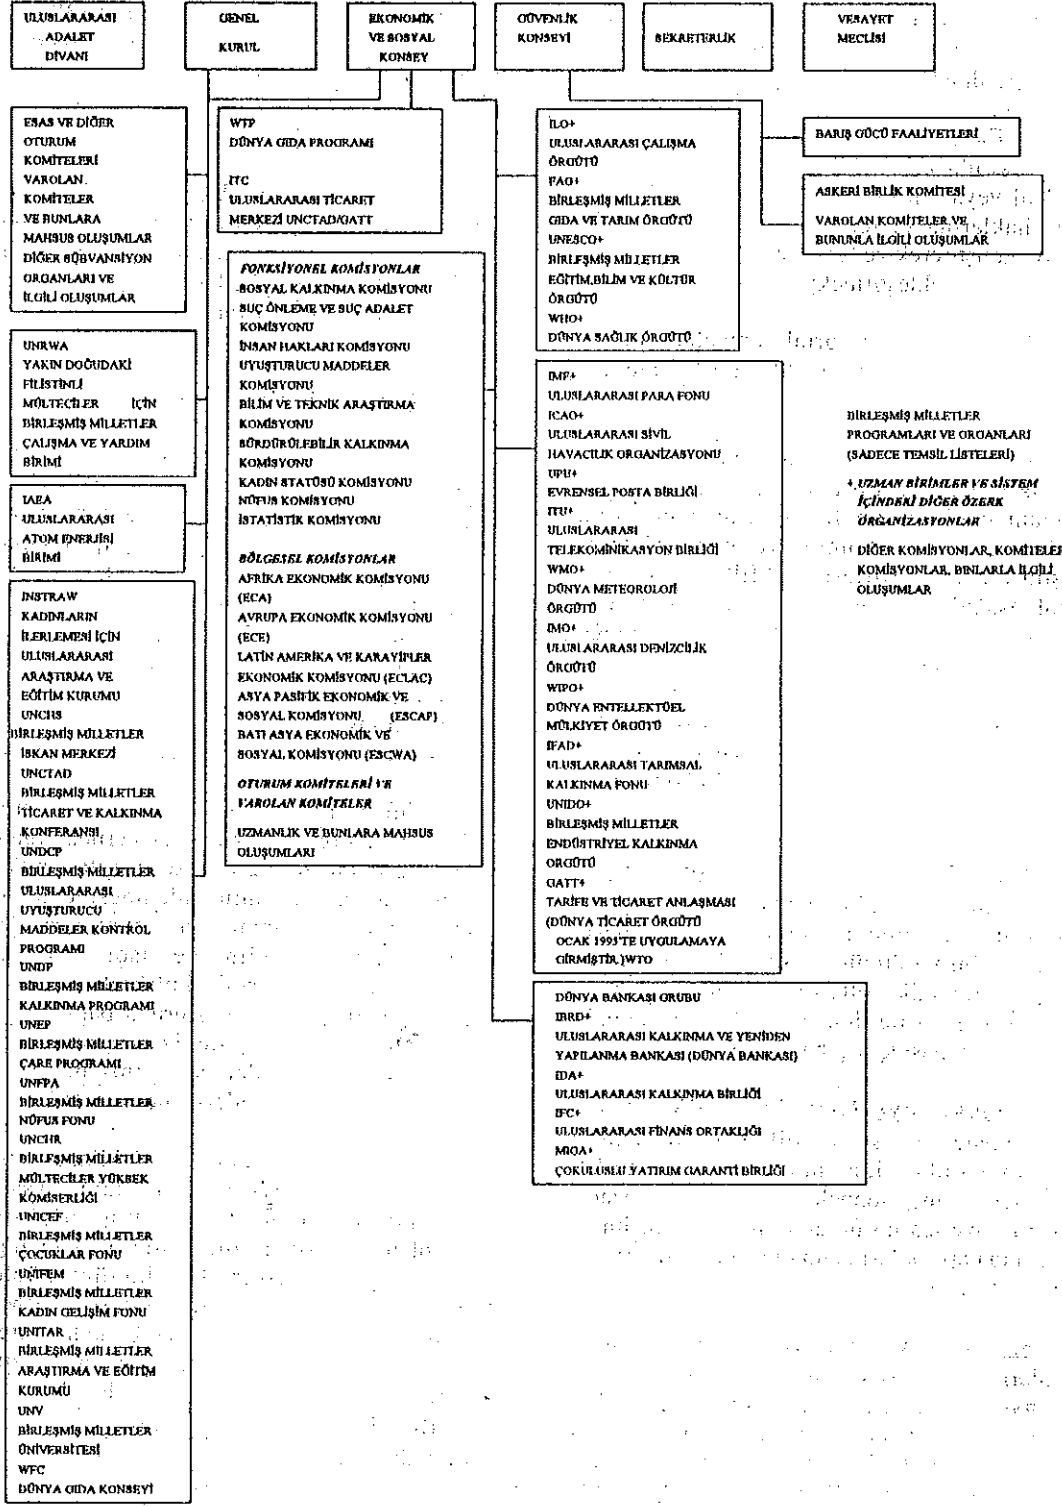 ULUSLARARASI
ADALET
DİVANI
GENEL
KURUL
EKONOMİK
VE SOSYAL
KONSEY
GÜVENLİK
KONSEYİ
SEKRETERLİK
VESAYET
MECLİSİ
ESAS VE DİĞER
OTURUM
KOMİTELERİ
VAROLAN
KOMİTELER
VE BUNLARA
MAHSUS OLUŞUMLAR
DİĞER SÜBVANSİYON
ORGANLARI VE
İLGİLİ OLUŞUMLAR
UNRWA
YAKIN DOĞUDAKİ
FİLİSTİNLİ
MÜLTECİLER İÇİN
BİRLEŞMİŞ MİLLETLER
ÇALIŞMA VE YARDIM
BİRİMİ
IAEA
ULUSLARARASI
ATOM ENERJİSİ
BİRİMİ
INSTRAW
KADINLARIN
İLERLEMESİ İÇİN
ULUSLARARASI
ARAŞTIRMA VE
EĞİTİM KURUMU
UNCHS
BİRLEŞMİŞ MİLLETLER
İSKAN MERKEZİ
UNCTAD
BİRLEŞMİŞ MİLLETLER
TİCARET VE KALKINMA
KONFERANSI
UNDCP
BİRLEŞMİŞ MİLLETLER
ULUSLARARASI
UYUŞTURUCU
MADDELER KONTROL
PROGRAMI
UNDP
BİRLEŞMİŞ MİLLETLER
KALKINMA PROGRAMI
UNEP
BİRLEŞMİŞ MİLLETLER
ÇARE PROGRAMI
UNFPA
BİRLEŞMİŞ MİLLETLER
NÜFUS FONU
UNCHR
BİRLEŞMİŞ MİLLETLER
MÜLTECİLER YÜKSEK
KOMİSERLİĞİ
UNICEF
BİRLEŞMİŞ MİLLETLER
ÇOCUKLAR FONU
UNIFEM
BİRLEŞMİŞ MİLLETLER
KADIN GELİŞİM FONU
UNITAR
BİRLEŞMİŞ MİLLETLER
ARAŞTIRMA VE EĞİTİM
KURUMU
UNV
BİRLEŞMİŞ MİLLETLER
ÜNİVERSİTESİ
WFC
DÜNYA GIDA KONSEYİ
WTP
DÜNYA GIDA PROGRAMI
ITC
ULUSLARARASI TİCARET
MERKEZİ UNCTAD/GATT
FONKSİYONEL KOMİSYONLAR
SOSYAL KALKINMA KOMİSYONU
SUÇ ÖNLEME VE SUÇ ADALET
KOMİSYONU
İNSAN HAKLARI KOMİSYONU
UYUŞTURUCU MADDELER
KOMİSYONU
BİLİM VE TEKNİK ARAŞTIRMA
KOMİSYONU
SÜRDÜRÜLEBİLİR KALKINMA
KOMİSYONU
KADIN STATÜSÜ KOMİSYONU
NÜFUS KOMİSYONU
İSTATİSTİK KOMİSYONU
BÖLGESEL KOMİSYONLAR
AFRİKA EKONOMİK KOMİSYONU
(ECA)
AVRUPA EKONOMİK KOMİSYONU
(ECE)
LATİN AMERİKA VE KARAYİPLER
EKONOMİK KOMİSYONU (ECLAC)
ASYA PASİFİK EKONOMİK VE
SOSYAL KOMİSYONU (ESCAP)
BATI ASYA EKONOMİK VE
SOSYAL KOMİSYONU (ESCWA)
OTURUM KOMİTELERİ VE
VAROLAN KOMİTELER
UZMANLIK VE BUNLARA MAHSUS
OLUŞUMLARI
ILO+
ULUSLARARASI ÇALIŞMA
ÖRGÜTÜ
FAO+
BİRLEŞMİŞ MİLLETLER
GIDA VE TARIM ÖRGÜTÜ
UNESCO+
BİRLEŞMİŞ MİLLETLER
EĞİTİM,BİLİM VE KÜLTÜR
ÖRGÜTÜ
WHO+
DÜNYA SAĞLIK ÖRGÜTÜ
IMF+
ULUSLARARASI PARA FONU
ICAO+
ULUSLARARASI SİVİL
HAVACILIK ORGANİZASYONU
UPU+
EVRENSEL POSTA BİRLİĞİ
ITU+
ULUSLARARASI
TELEKOMİNİKASYON BİRLİĞİ
WMO+
DÜNYA METEOROLOJİ
ÖRGÜTÜ
IMO+
ULUSLARARASI DENİZCİLİK
ÖRGÜTÜ
WIPO+
DÜNYA ENTELLEKTÜEL
MÜLKİYET ÖRGÜTÜ
IFAD+
ULUSLARARASI TARIMSAL
KALKINMA FONU
UNIDO+
BİRLEŞMİŞ MİLLETLER
ENDÜSTRİYEL KALKINMA
ORGÜTÜ
GATT+
TARİFE VE TİCARET ANLAŞMASI
(DÜNYA TİCARET ÖRGÜTÜ
OCAK 1995'TE UYGULAMAYA
GİRMİŞTİR.)WTO
DÜNYA BANKASI GRUBU
IBRD+
ULUSLARARASI KALKINMA VE YENİDEN
YAPILANMA BANKASI (DÜNYA BANKASI)
IDA+
ULUSLARARASI KALKINMA BİRLİĞİ
IFC+
ULUSLARARASI FİNANS ORTAKLIĞI
MIGA+
ÇOKULUSLU YATIRIM GARANTİ BİRLİĞİ
BARIŞ GÜCÜ FAALİYETLERİ
ASKERİ BİRLİK KOMİTESİ
VAROLAN KOMİTELER VE
BUNUNLA İLGİLİ OLUŞUMLAR
BİRLEŞMİŞ MİLLETLER
PROGRAMLARI VE ORGANLARI
(SADECE TEMSİL LİSTELERİ)
+ UZMAN BİRİMLER VE SİSTEM
İÇİNDEKİ DİĞER ÖZERK
ORGANİZASYONLAR
DİĞER KOMİSYONLAR, KOMİTELER
KOMİSYONLAR, BINLARLA İLGİLİ
OLUŞUMLAR